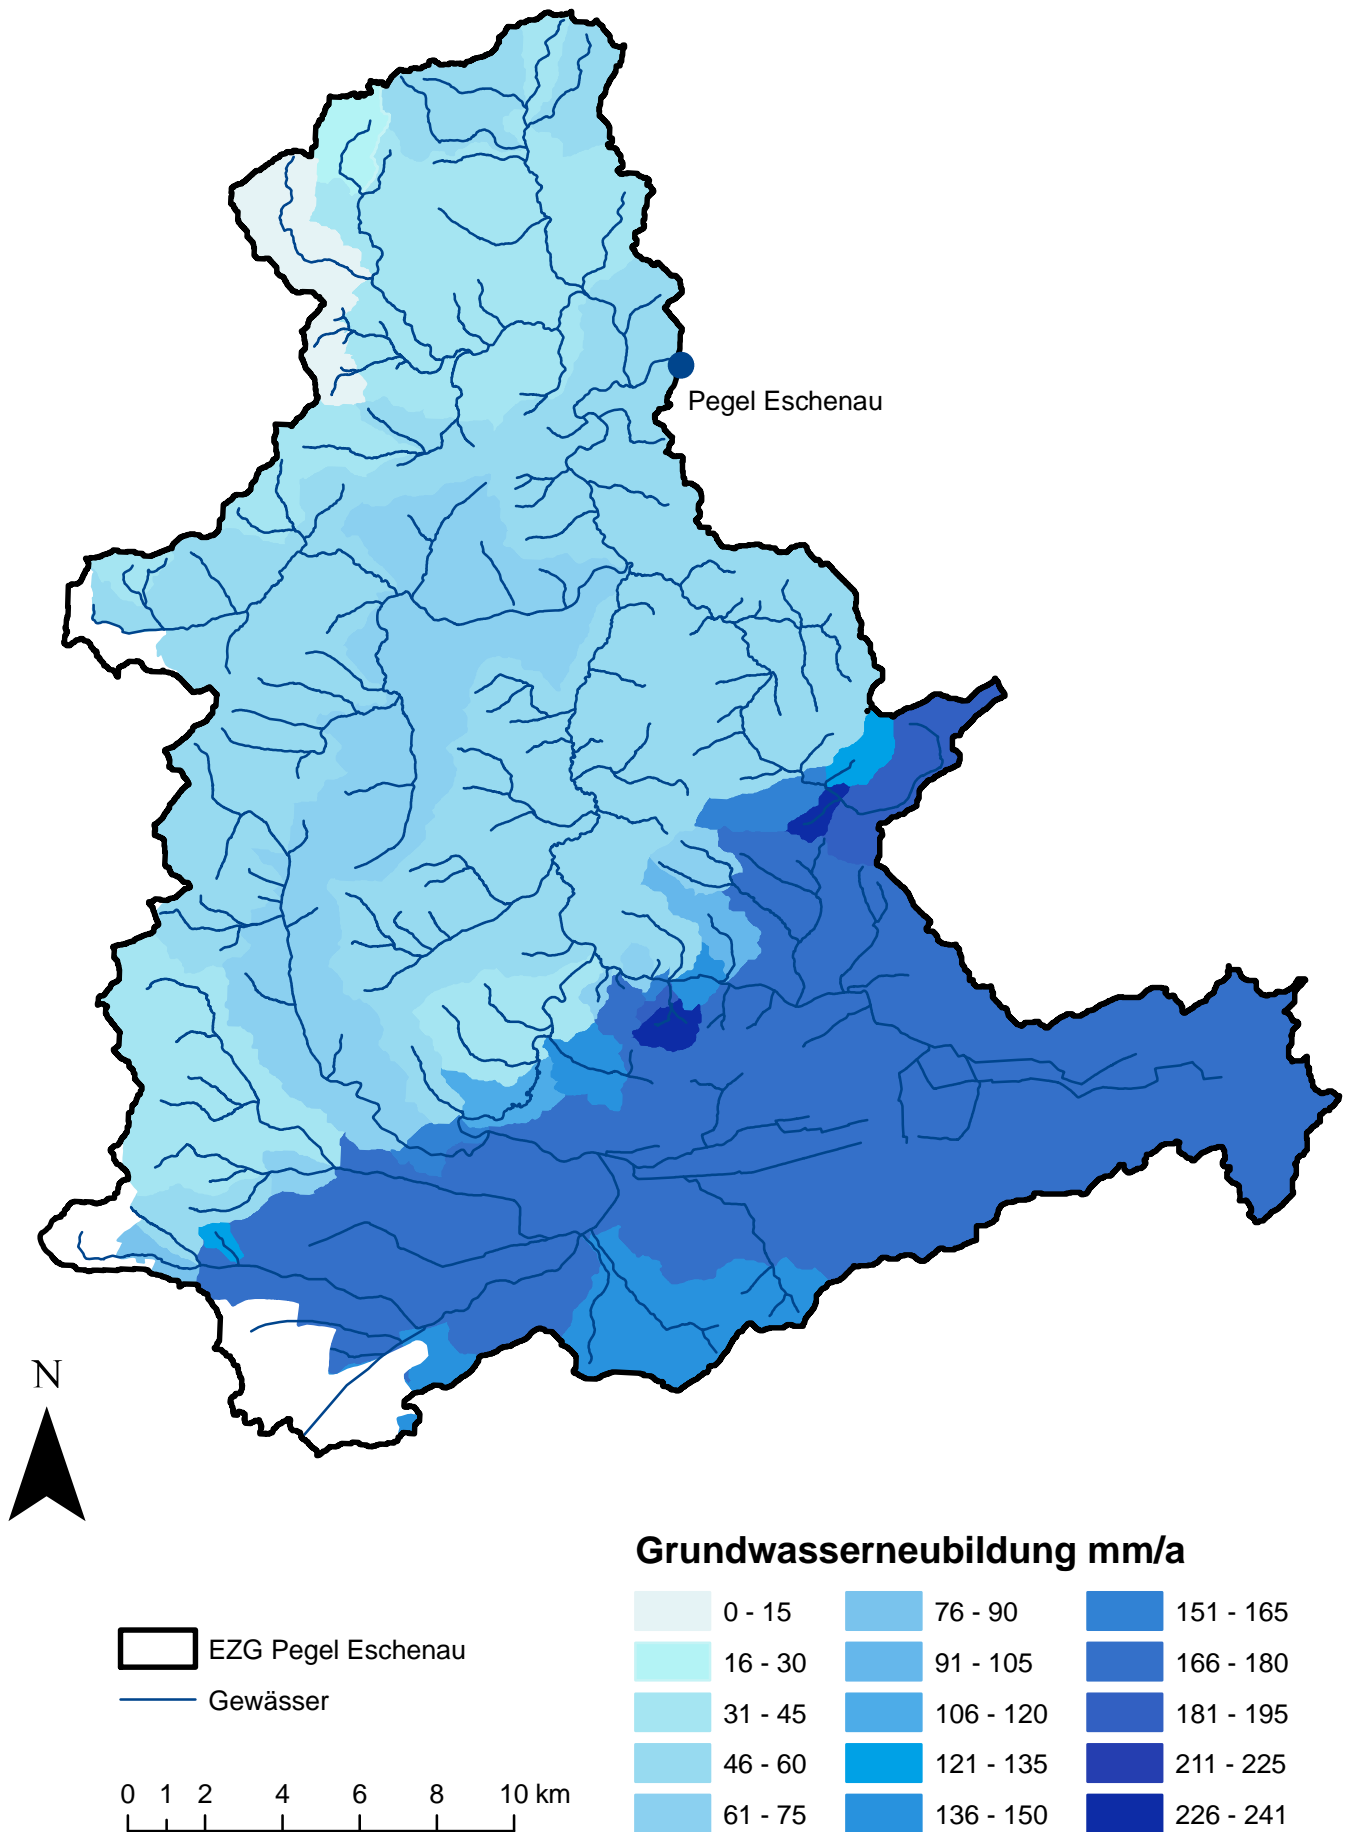 Pegel Eschenau
N
Grundwasserneubildung mm/a
0 - 15
16 - 30
31 - 45
46 - 60
61 - 75
76 - 90
91 - 105
106 - 120
121 - 135
136 - 150
151 - 165
166 - 180
181 - 195
211 - 225
226 - 241
EZG Pegel Eschenau
Gewässer
0 1 2 4 6 8 10 km